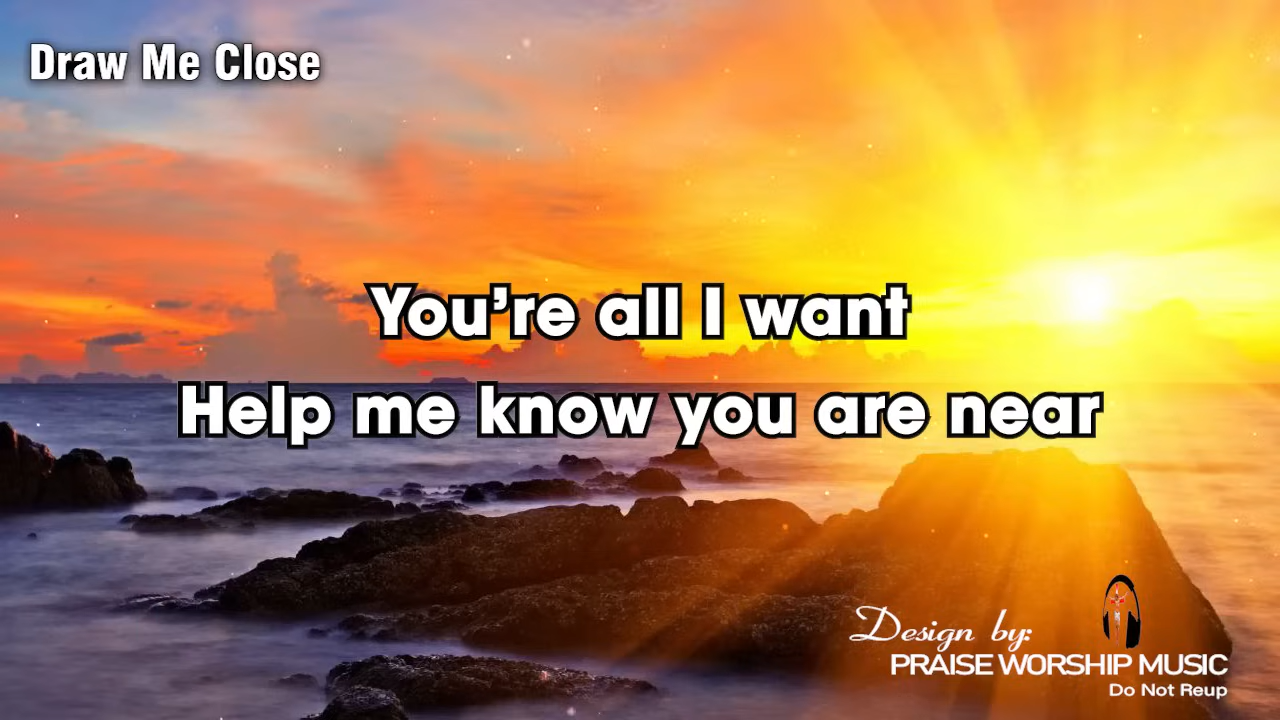 Draw Me Close
You’re all I want
Help me know you are near
Design by:
PRAISE WORSHIP MUSIC
Do Not Reup